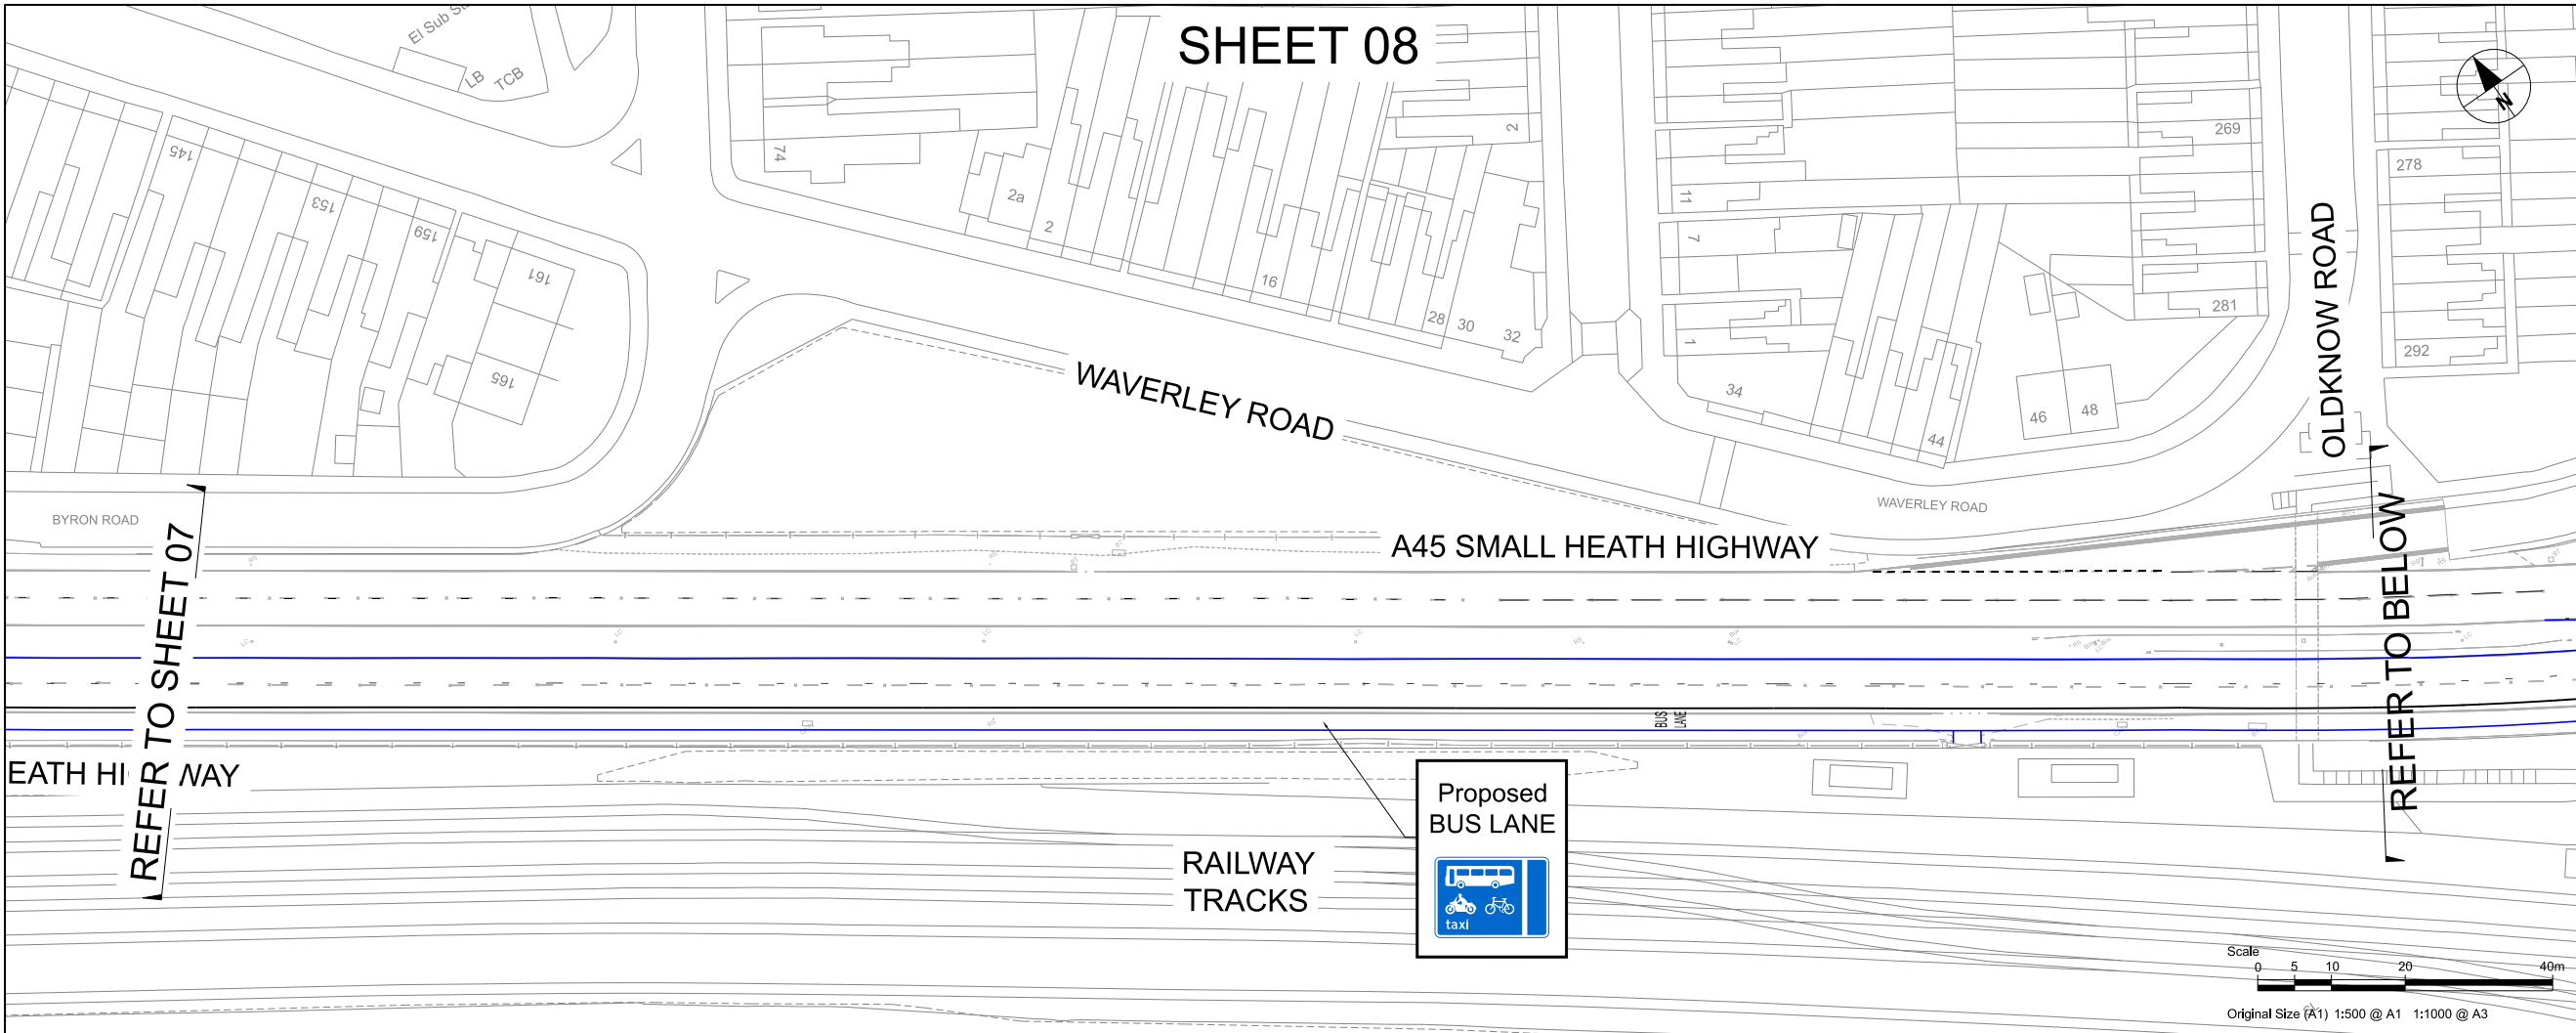 SHEET 08
El Sub Sta
LB
TCB
145
153
159
161
165
74
2a
2
16
28
30
32
2
11
7
1
34
44
46
48
269
281
278
292
N
OLDKNOW ROAD
WAVERLEY ROAD
WAVERLEY ROAD
BYRON ROAD
A45 SMALL HEATH HIGHWAY
REFER TO SHEET 07
REFER TO BELOW
BUS
LANE
EATH HI WAY
Proposed
BUS LANE
taxi
RAILWAY
TRACKS
Scale
0 5 10 20 40m
Original Size (A1) 1:500 @ A1 1:1000 @ A3